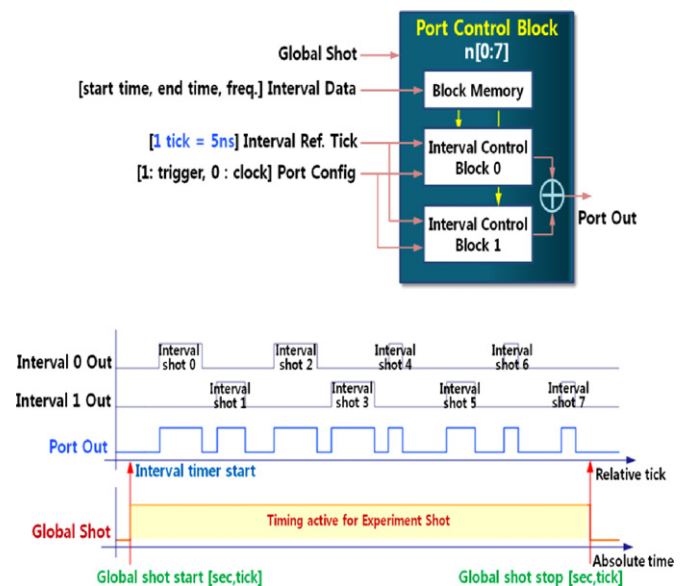 Port Control Block
n[0:7]
Global Shot
[start time, end time, freq.] Interval Data
Block Memory
[1 tick = 5ns] Interval Ref. Tick
Interval Control
Block 0
[1: trigger, 0 : clock] Port Config
Interval Control
Block 1
Port Out
Interval 0 Out
Interval
shot 0
Interval
shot 2
Interval
shot 4
Interval
shot 6
Interval 1 Out
Interval
shot 1
Interval
shot 3
Interval
shot 5
Interval
shot 7
Port Out
Interval timer start
Relative tick
Global Shot
Timing active for Experiment Shot
Absolute time
Global shot start [sec,tick]
Global shot stop [sec,tick]